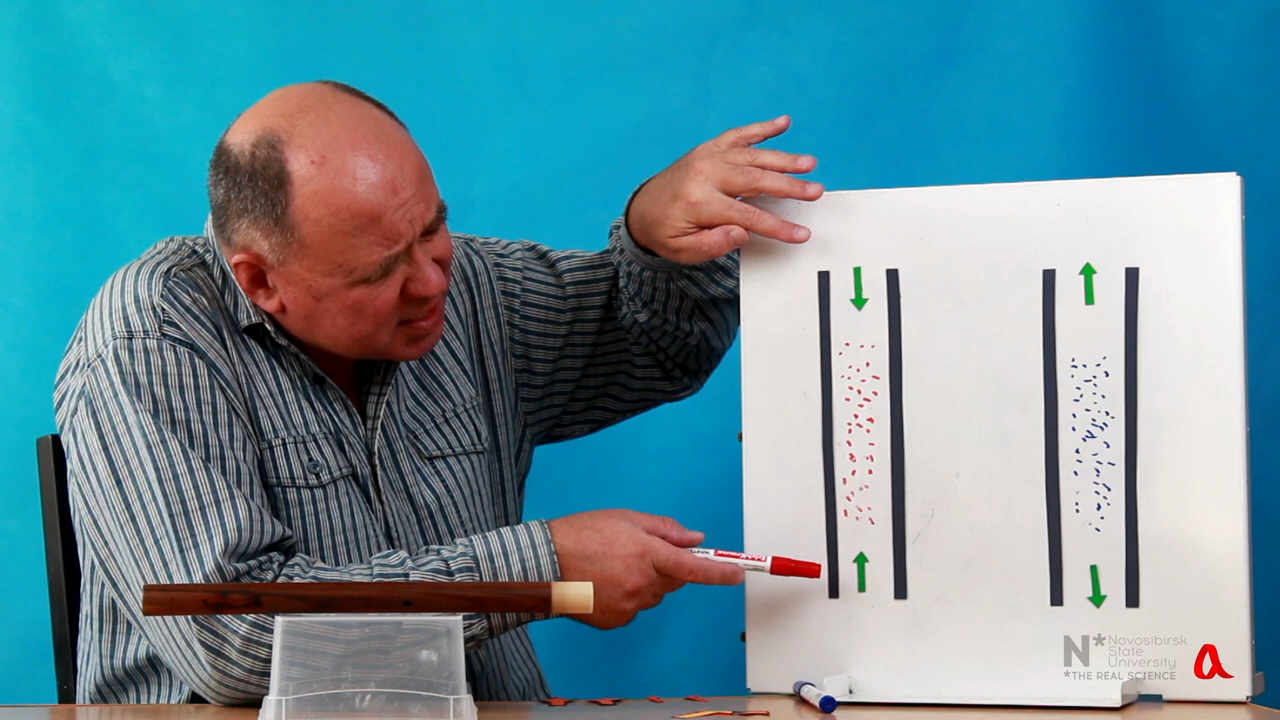 N*
Novosibirsk
State
University
*THE REAL SCIENCE